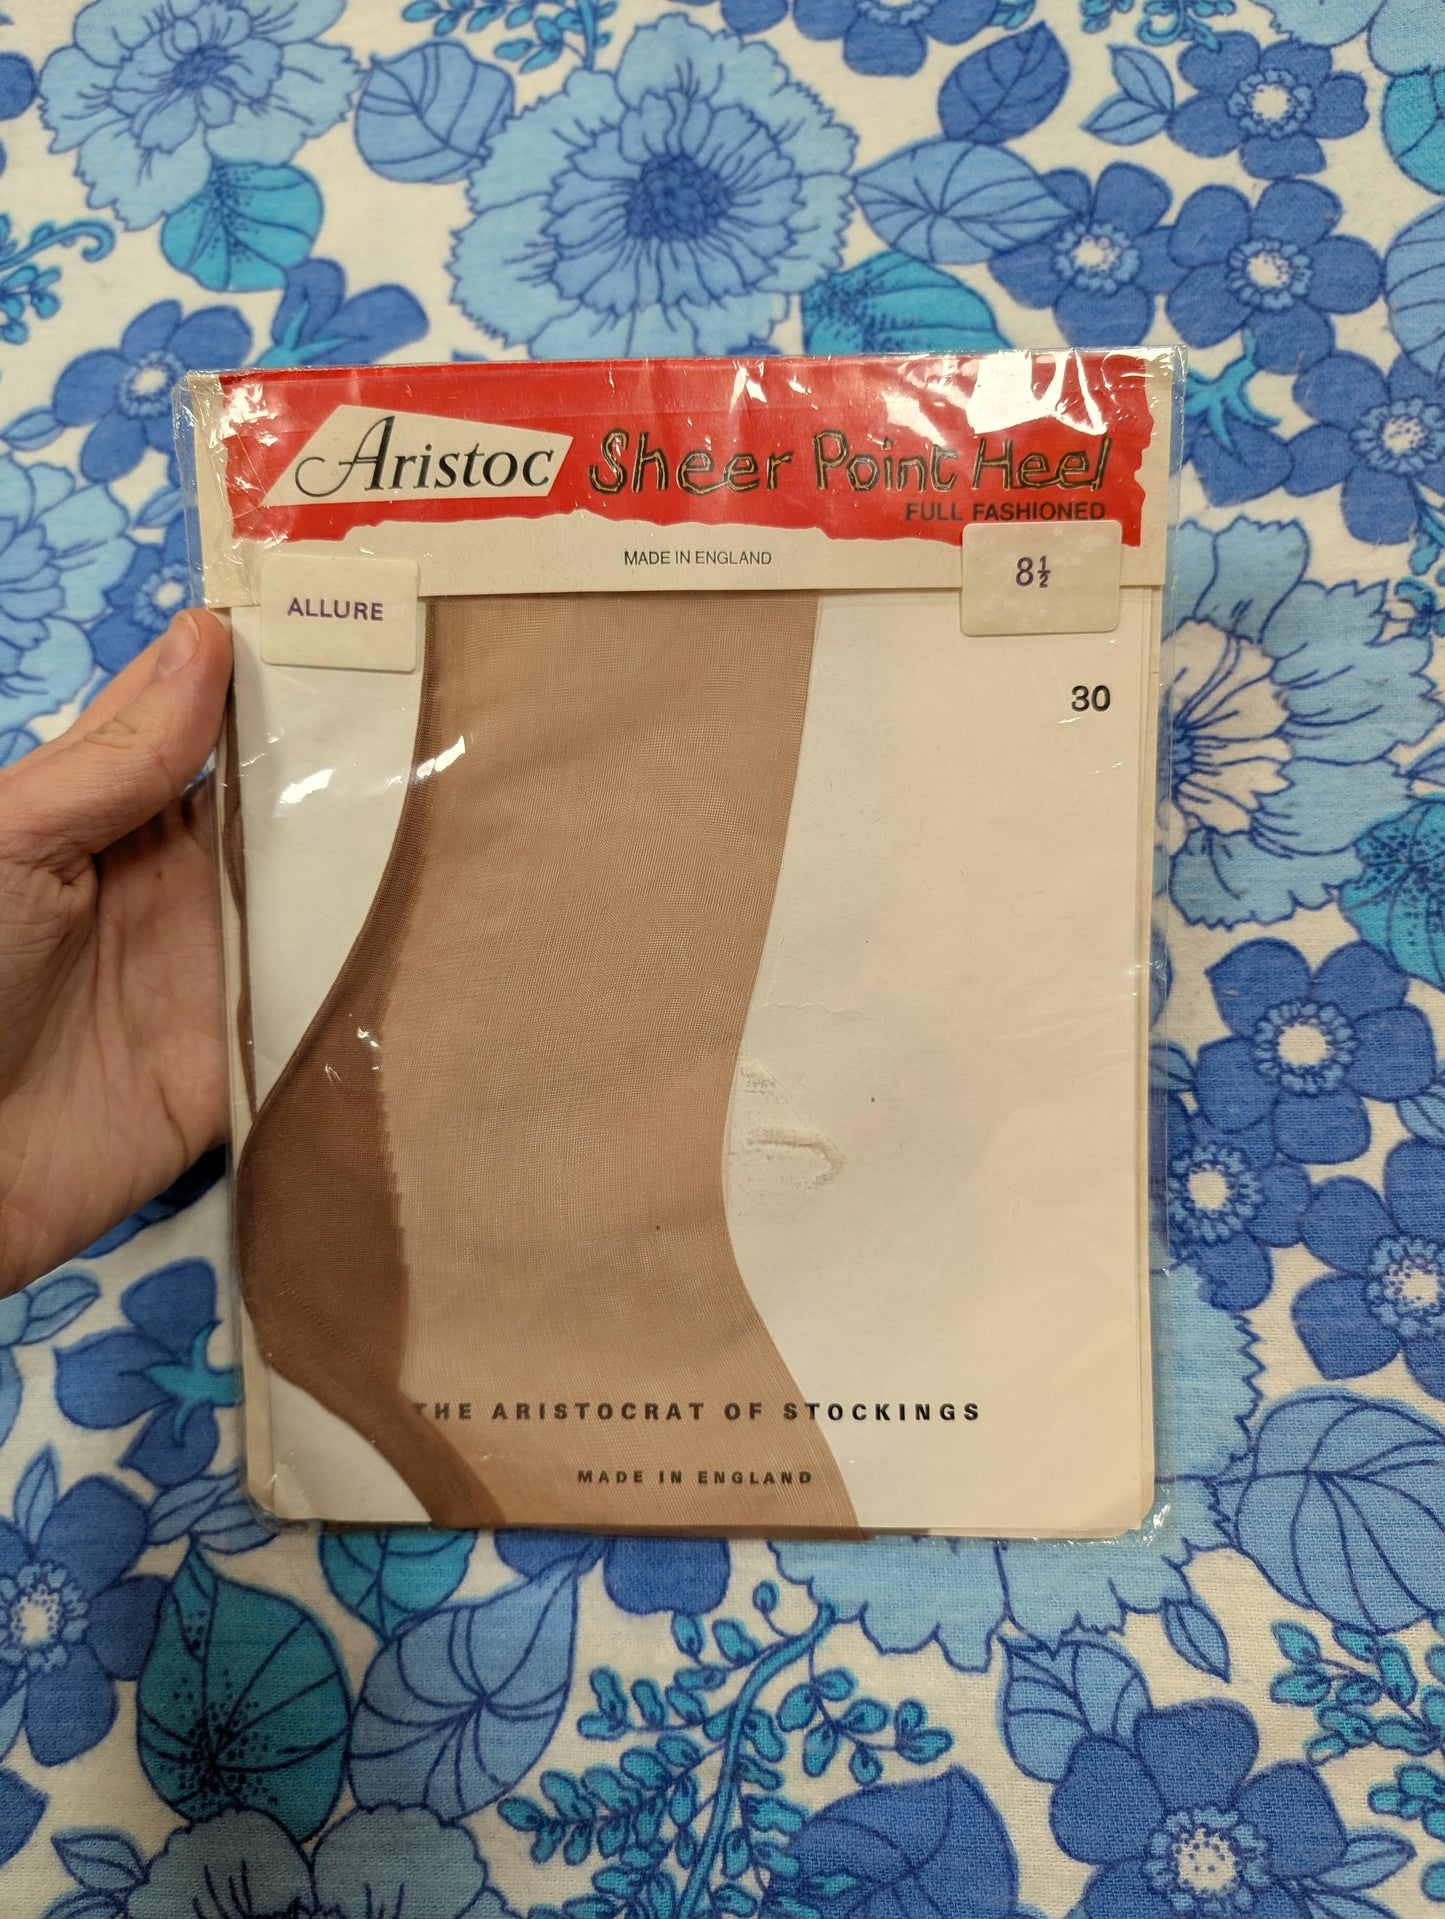 Aristoc Sheer Point Heel
FULL FASHIONED
MADE IN ENGLAND
8½
ALLURE
30
THE ARISTOCRAT OF STOCKINGS
MADE IN ENGLAND